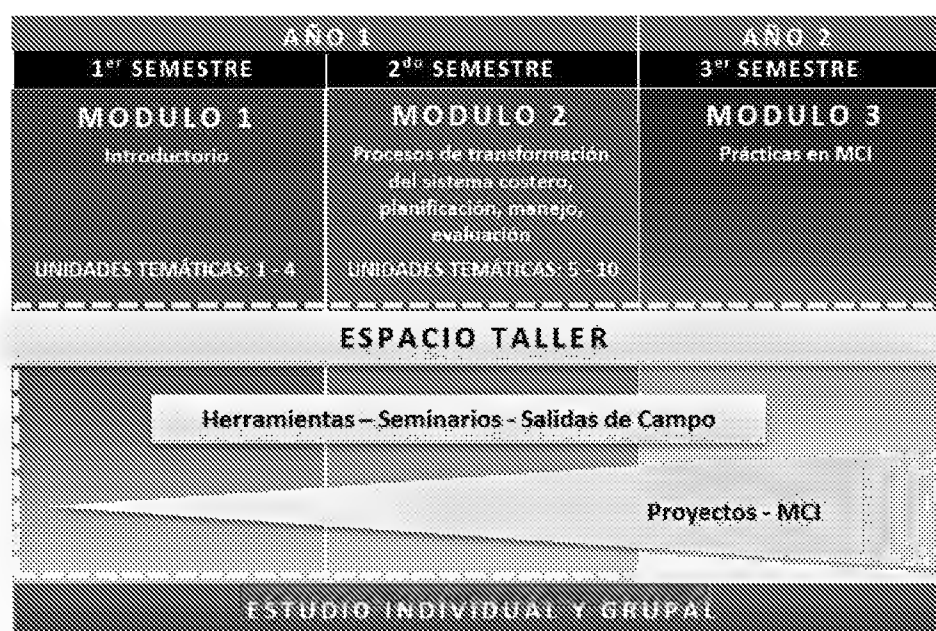 AÑO 1
AÑO 2
1er SEMESTRE
2do SEMESTRE
3er SEMESTRE
MODULO 1
Introductorio
UNIDADES TEMÁTICAS: 1 - 4
MODULO 2
Procesos de transformación
del sistema costero,
planificación, manejo,
evaluación
UNIDADES TEMÁTICAS: 5 - 10
MODULO 3
Prácticas en MCI
ESPACIO TALLER
Herramientas – Seminarios - Salidas de Campo
Proyectos - MCI
ESTUDIO INDIVIDUAL Y GRUPAL